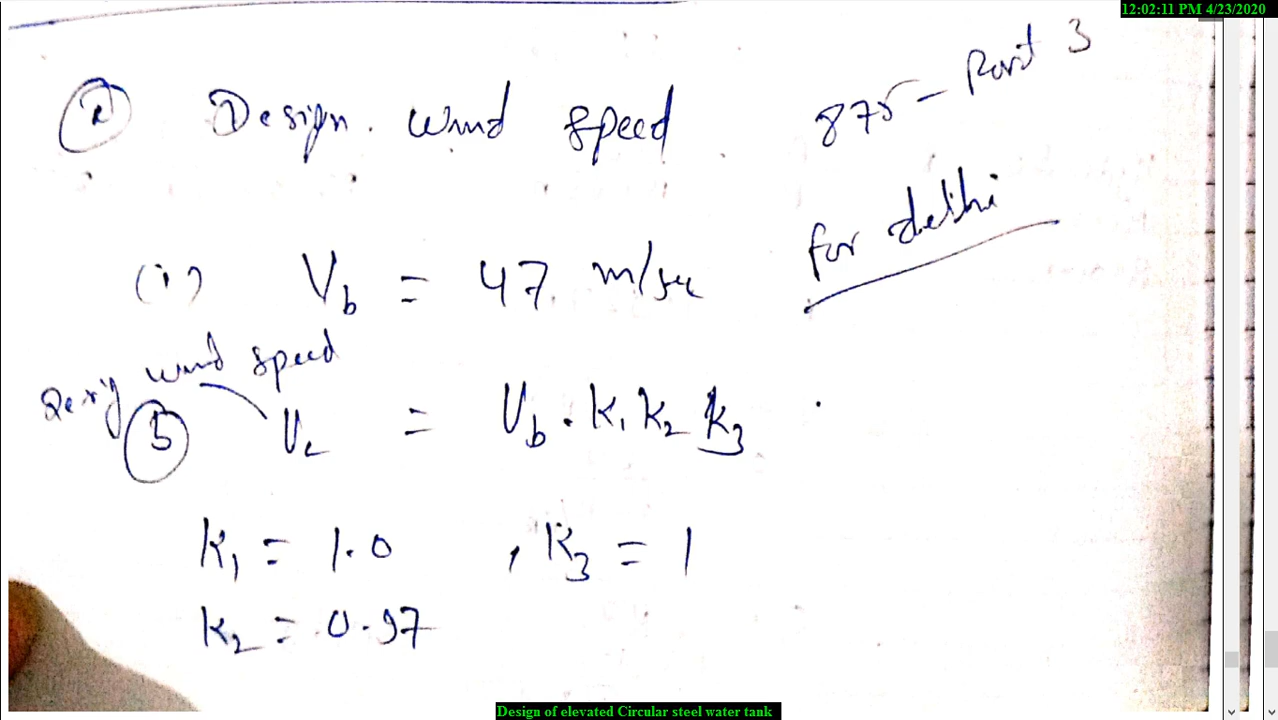 12:02:11 PM 4/23/2020
② Design wind speed 875 - Part 3
for delhi
(i) Vb = 47 m/sec
wind speed
⑤ Vz = Vb . K1 K2 K3
K1 = 1.0 , K3 = 1
K2 = 0.97
Design of elevated Circular steel water tank